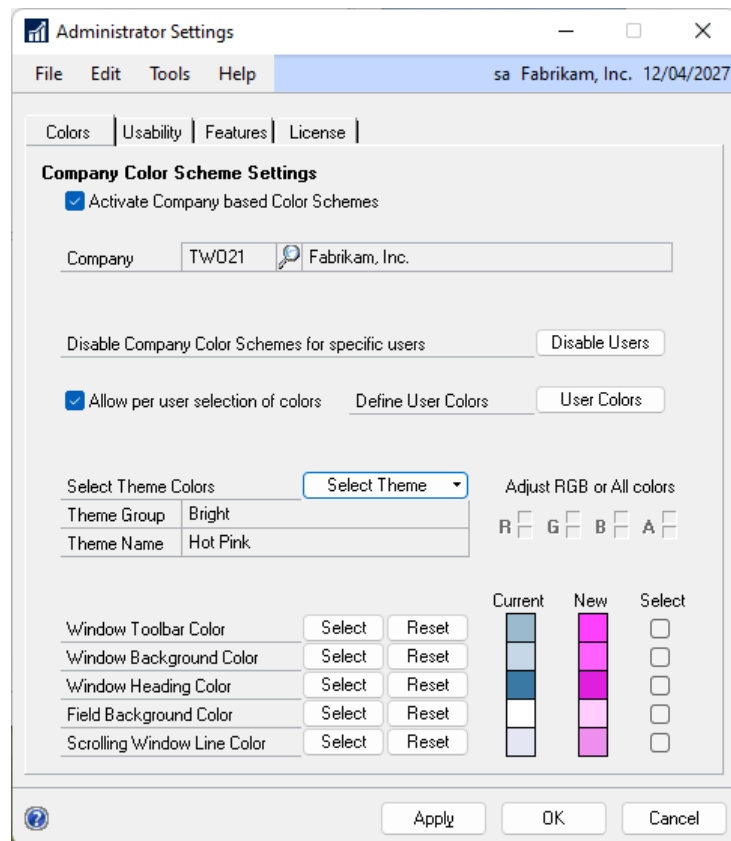 Administrator Settings
File Edit Tools Help sa Fabrikam, Inc. 12/04/2027
Colors Usability Features License
Company Color Scheme Settings
Activate Company based Color Schemes
Company TWO21 Fabrikam, Inc.
Disable Company Color Schemes for specific users Disable Users
Allow per user selection of colors Define User Colors User Colors
Select Theme Colors Select Theme Adjust RGB or All colors
Theme Group Bright
R G B A
Theme Name Hot Pink
Current New Select
Window Toolbar Color Select Reset
Window Background Color Select Reset
Window Heading Color Select Reset
Field Background Color Select Reset
Scrolling Window Line Color Select Reset
Apply OK Cancel